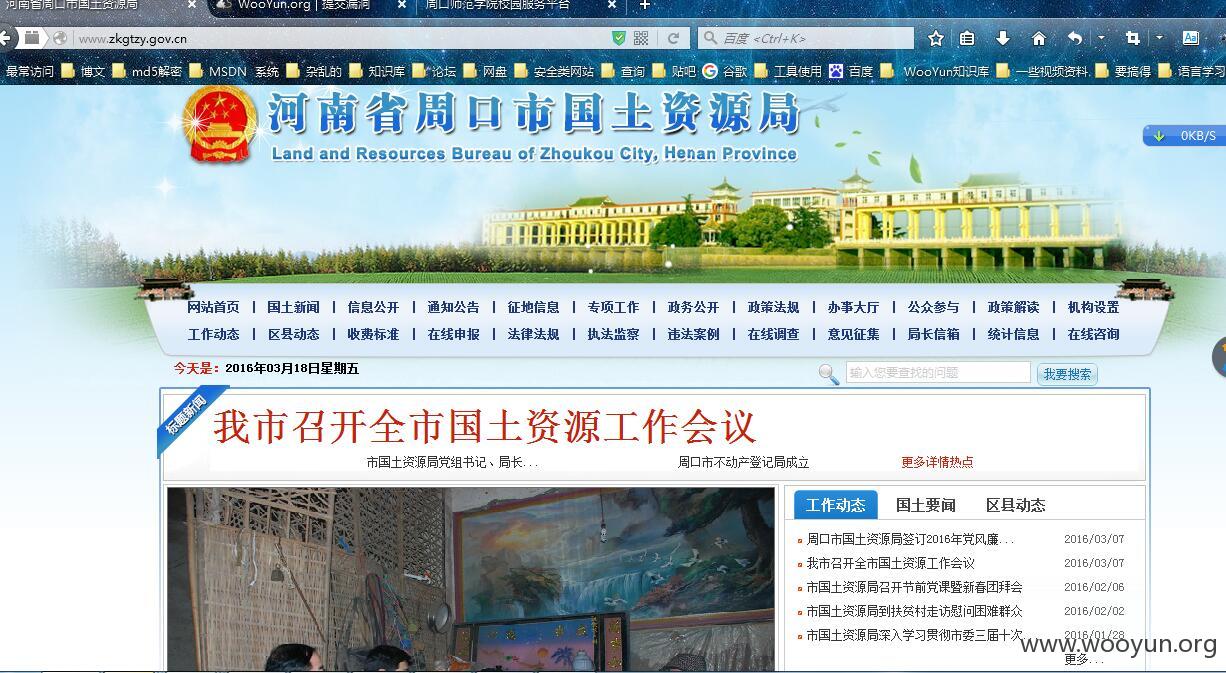 河南省周口市国土资源局 × WooYun.org | 提交漏洞 × 周口师范学院校园服务平台 × +
www.zkgtzy.gov.cn 百度 <Ctrl+K>
最常访问 博文 md5解密 MSDN 系统 杂乱的 知识库 论坛 网盘 安全类网站 查询 贴吧 谷歌 工具使用 百度 WooYun知识库 一些视频资料 要搞得 语言学习
河南省周口市国土资源局
0KB/S
Land and Resources Bureau of Zhoukou City, Henan Province
网站首页 | 国土新闻 | 信息公开 | 通知公告 | 征地信息 | 专项工作 | 政务公开 | 政策法规 | 办事大厅 | 公众参与 | 政策解读 | 机构设置
工作动态 | 区县动态 | 收费标准 | 在线申报 | 法律法规 | 执法监察 | 违法案例 | 在线调查 | 意见征集 | 局长信箱 | 统计信息 | 在线咨询
今天是：2016年03月18日星期五 输入您要查找的问题 我要搜索
标题新闻
我市召开全市国土资源工作会议
市国土资源局党组书记、局长... 周口市不动产登记局成立 更多详情热点
工作动态 国土要闻 区县动态
周口市国土资源局签订2016年党风廉... 2016/03/07
我市召开全市国土资源工作会议 2016/03/07
市国土资源局召开节前党课暨新春团拜会 2016/02/06
市国土资源局到扶贫村走访慰问困难群众 2016/02/02
市国土资源局深入学习贯彻市委三届十次 2016/01/28
www.wooyun.org
更多...